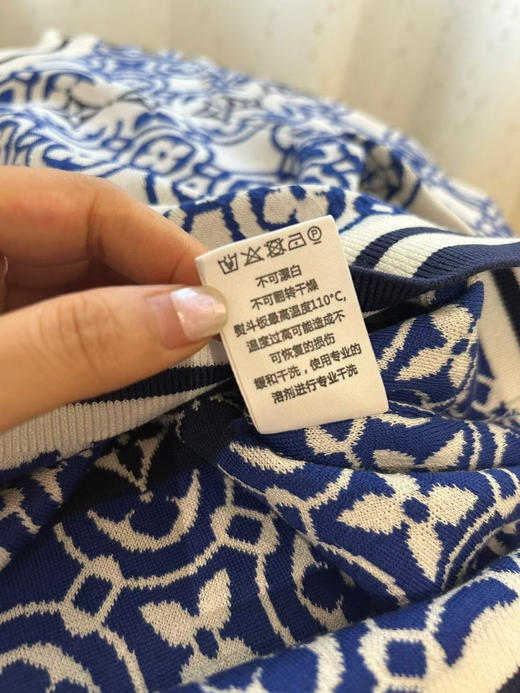 P
不可漂白
不可翻转干燥
熨斗板最高温度110°C,
温度过高可能造成不
可恢复的损伤
缓和干洗，使用专业的
溶剂进行专业干洗